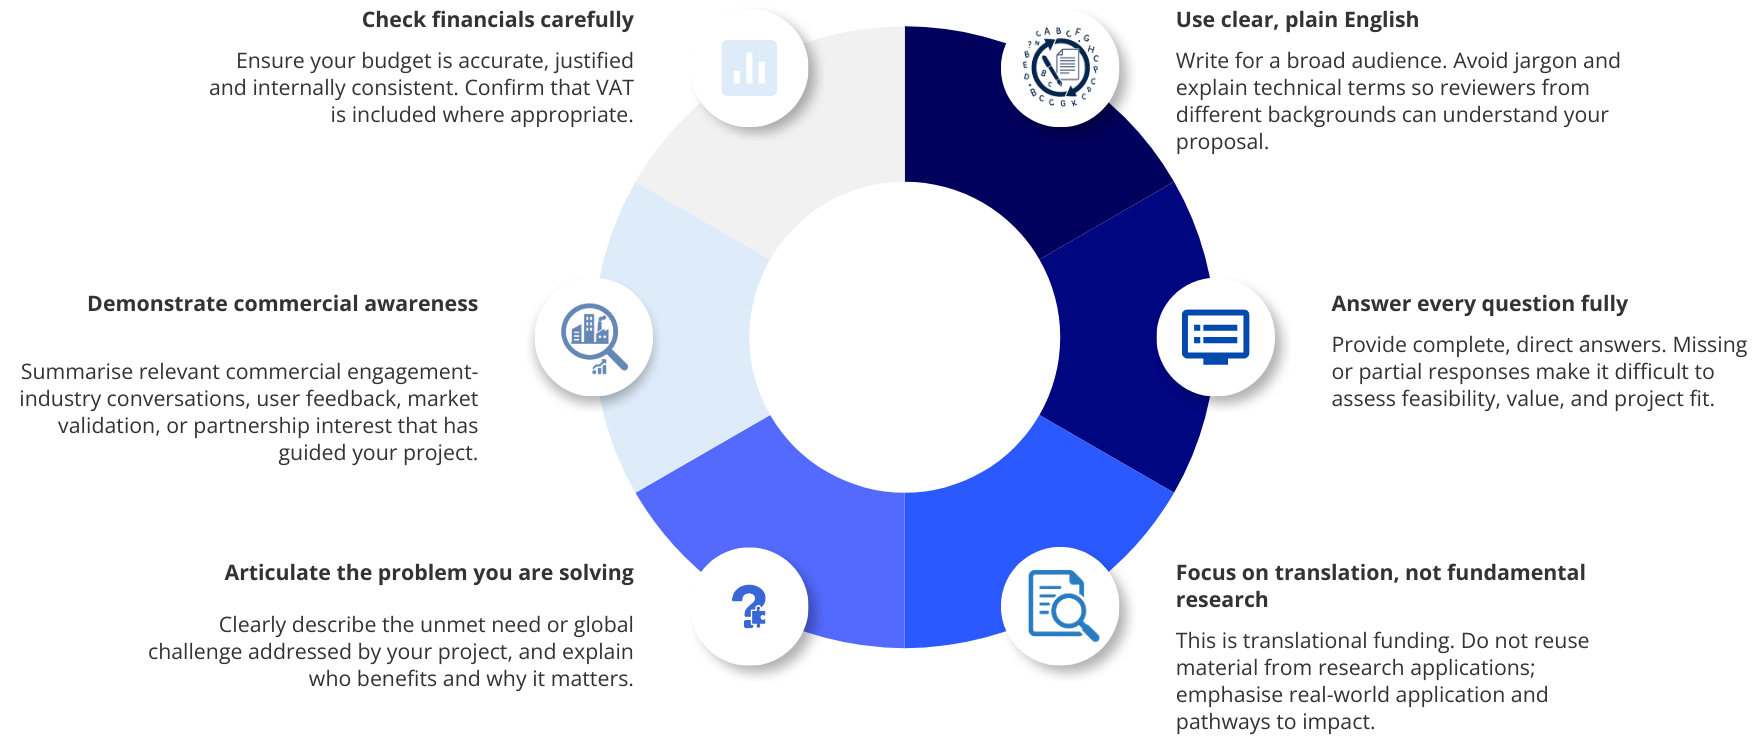 Check financials carefully
Ensure your budget is accurate, justified
and internally consistent. Confirm that VAT
is included where appropriate.
Use clear, plain English
Write for a broad audience. Avoid jargon and
explain technical terms so reviewers from
different backgrounds can understand your
proposal.
Demonstrate commercial awareness
Summarise relevant commercial engagement-
industry conversations, user feedback, market
validation, or partnership interest that has
guided your project.
Answer every question fully
Provide complete, direct answers. Missing
or partial responses make it difficult to
assess feasibility, value, and project fit.
Articulate the problem you are solving
Clearly describe the unmet need or global
challenge addressed by your project, and explain
who benefits and why it matters.
Focus on translation, not fundamental
research
This is translational funding. Do not reuse
material from research applications;
emphasise real-world application and
pathways to impact.